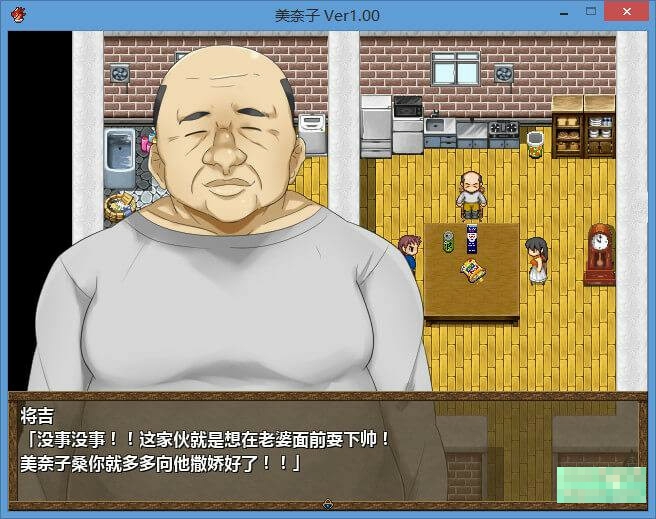 美奈子 Ver1.00
将吉
「没事没事！！这家伙就是想在老婆面前耍下帅！
美奈子桑你就多多向他撒娇好了！！」